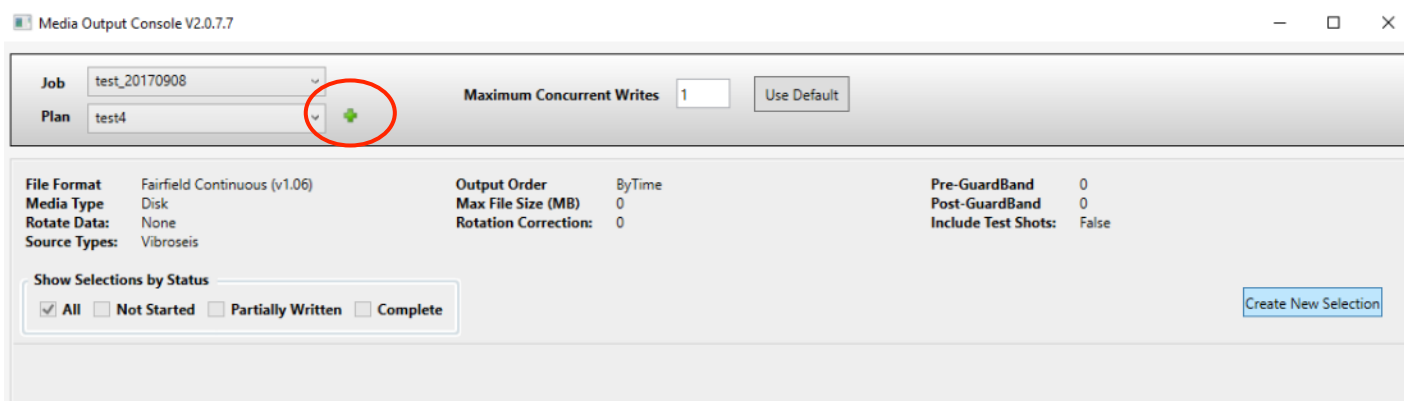 Media Output Console V2.0.7.7
Job test_20170908
Maximum Concurrent Writes 1 Use Default
Plan test4
File Format Fairfield Continuous (v1.06) Output Order ByTime Pre-GuardBand 0
Media Type Disk Max File Size (MB) 0 Post-GuardBand 0
Rotate Data: None Rotation Correction: 0 Include Test Shots: False
Source Types: Vibroseis
Show Selections by Status
All Not Started Partially Written Complete
Create New Selection